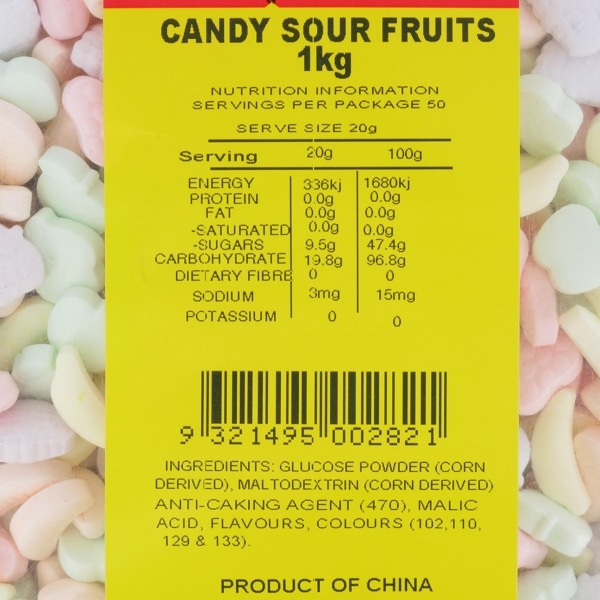 CANDY SOUR FRUITS
1kg
NUTRITION INFORMATION
SERVINGS PER PACKAGE 50
SERVE SIZE 20g
Serving 20g 100g
ENERGY 336kj 1680kj
PROTEIN 0.0g 0.0g
FAT 0.0g 0.0g
-SATURATED 0.0g 0.0g
-SUGARS 9.5g 47.4g
CARBOHYDRATE 19.8g 96.8g
DIETARY FIBRE 0 0
SODIUM 3mg 15mg
POTASSIUM 0 0
9 321495 002821
INGREDIENTS: GLUCOSE POWDER (CORN
DERIVED), MALTODEXTRIN (CORN DERIVED)
ANTI-CAKING AGENT (470), MALIC
ACID, FLAVOURS, COLOURS (102,110,
129 & 133).
PRODUCT OF CHINA